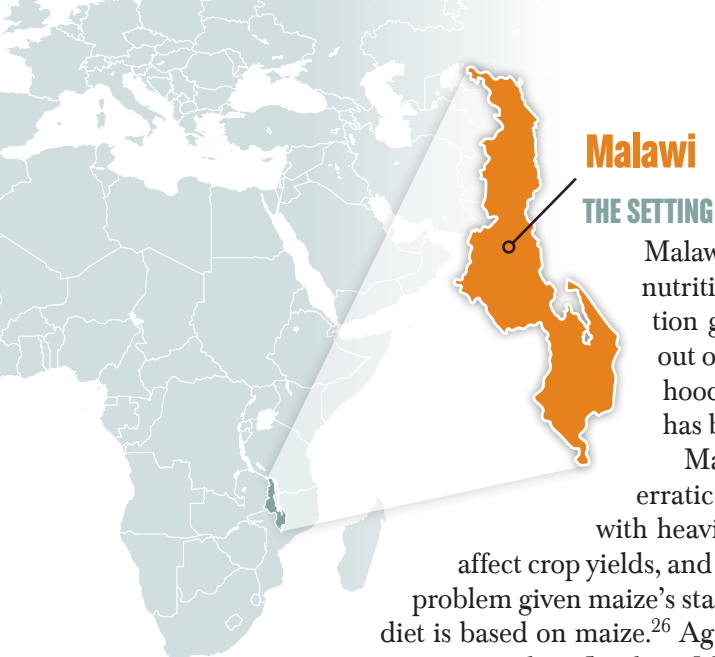 Malawi
THE SETTING
Malaw
nutriti
tion g
out o
hood
has b
Ma
erratic
with heavi
affect crop yields, and
problem given maize's sta
diet is based on maize.26 Ag